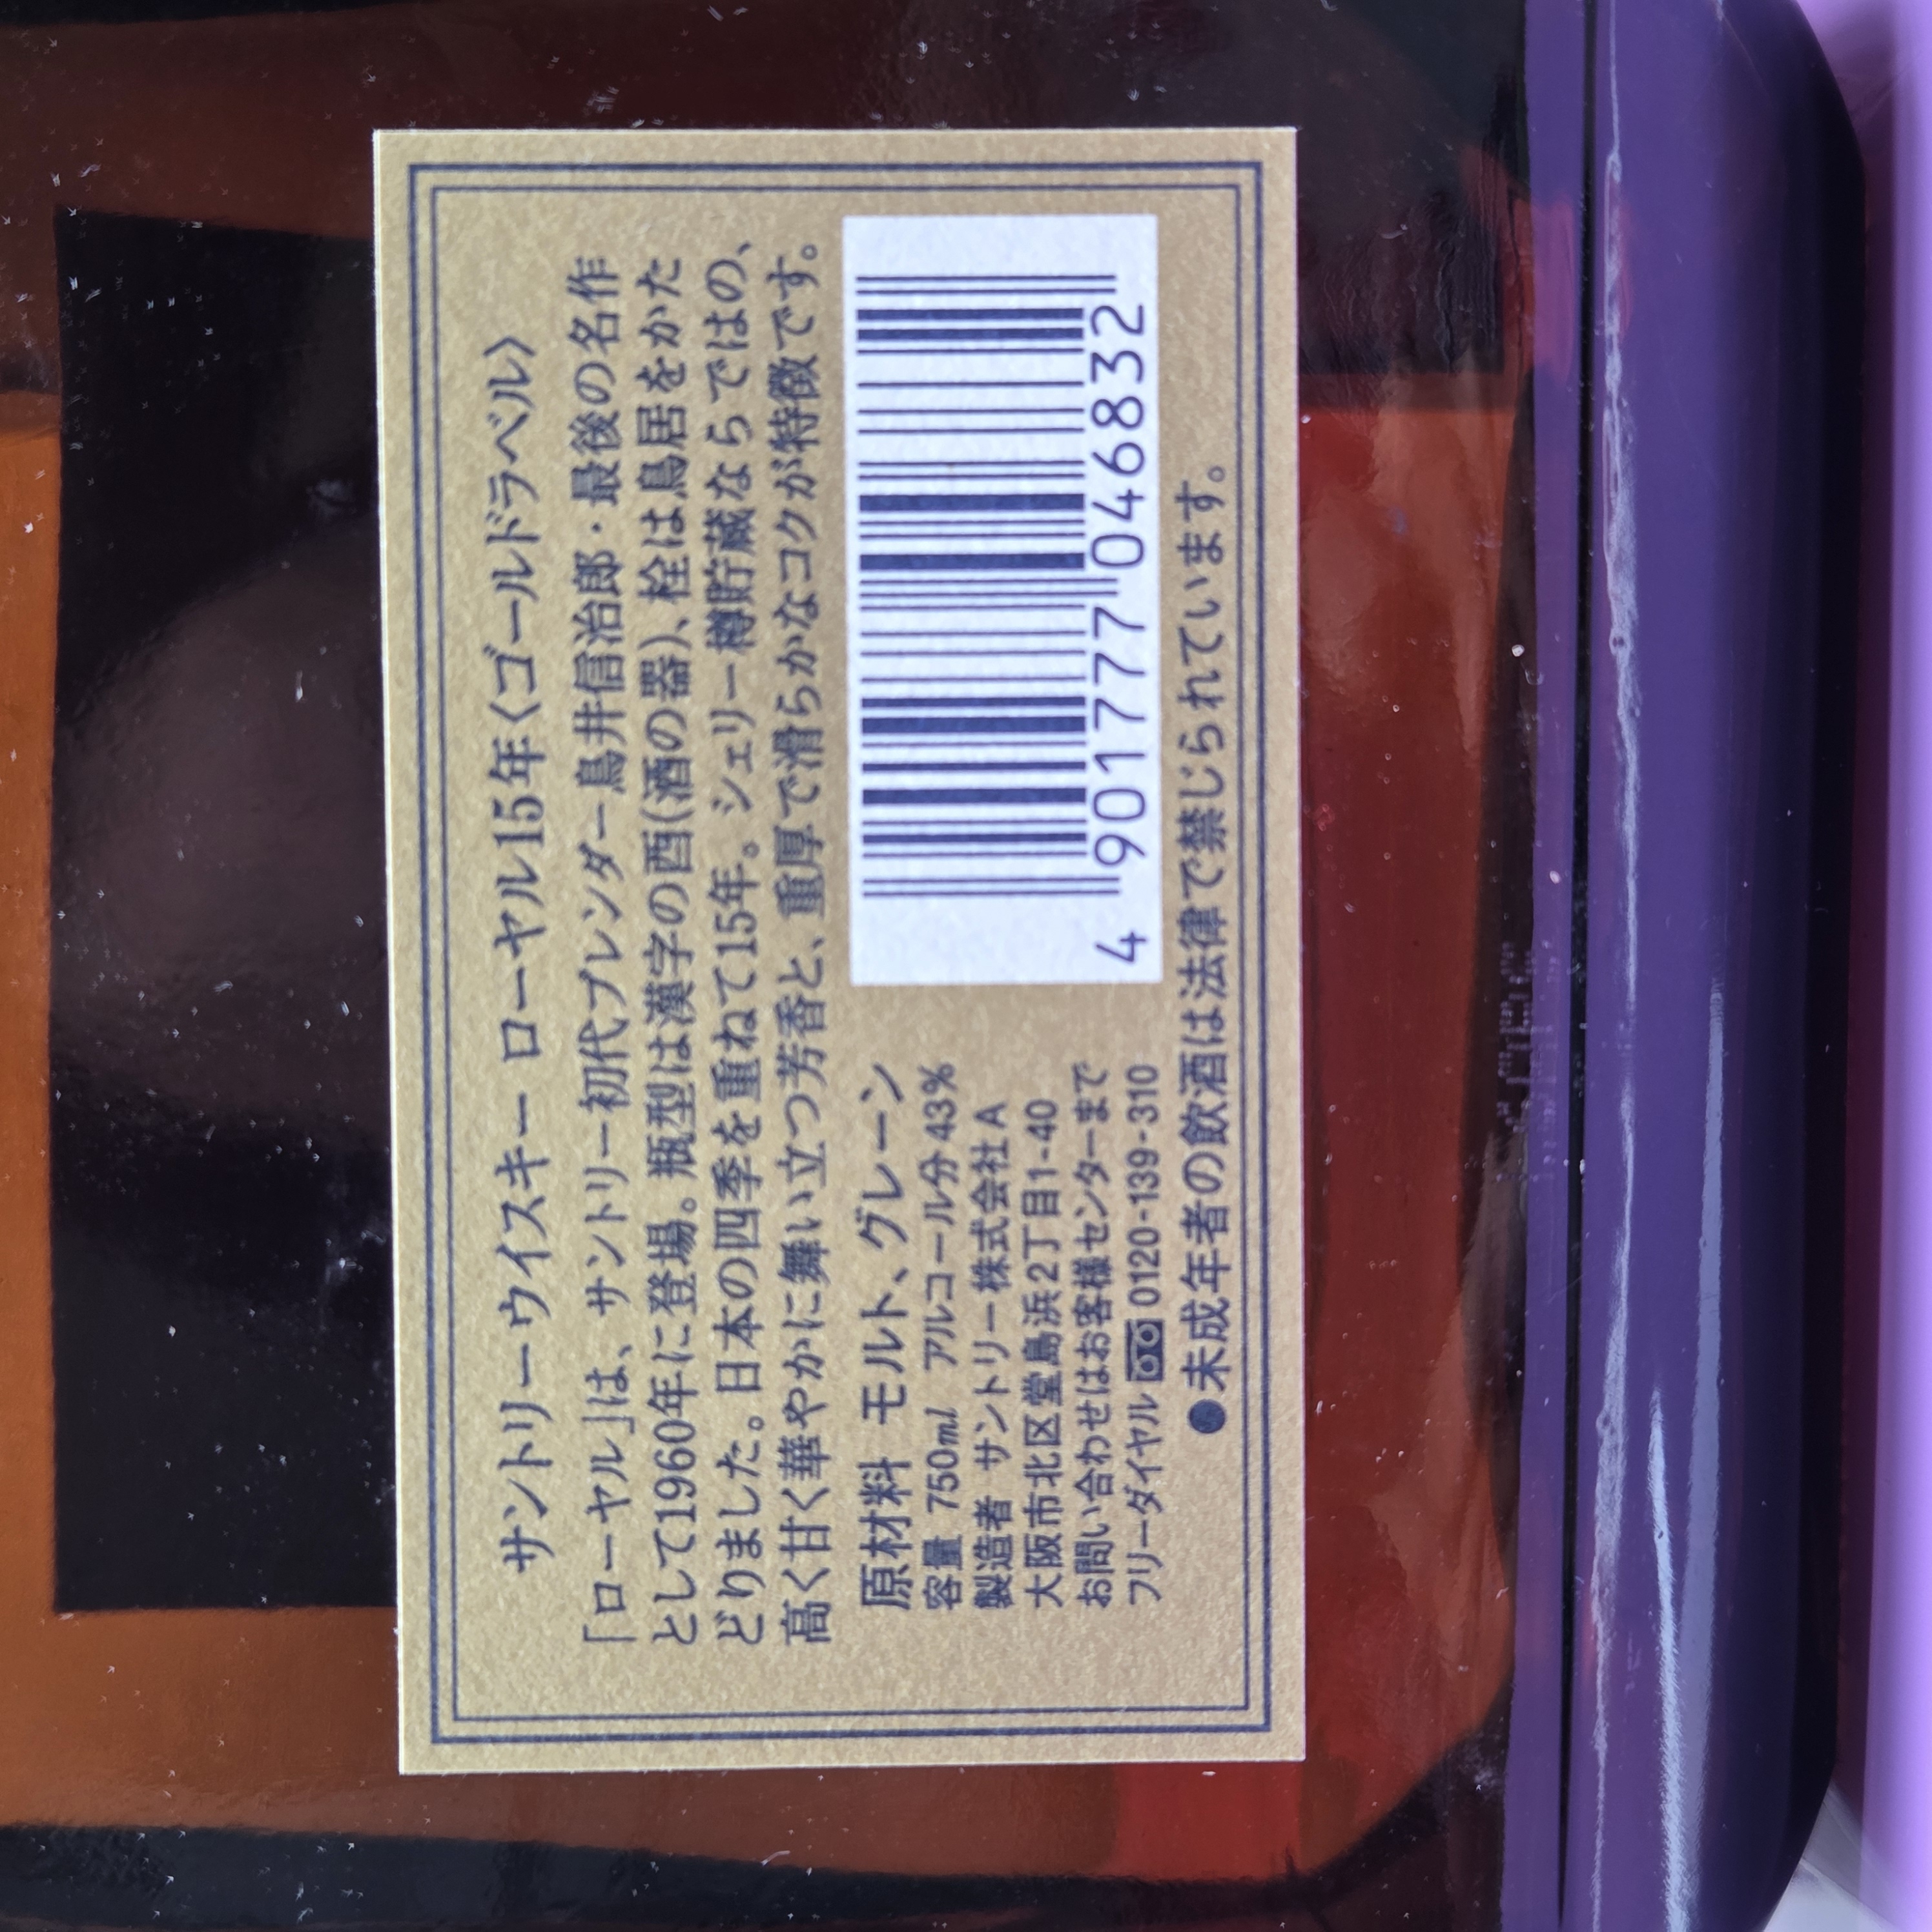 サントリーウイスキー ローヤル15年〈ゴールドラベル〉
「ローヤル」は、サントリー初代ブレンダー鳥井信治郎・最後の名作
として1960年に登場。瓶型は漢字の酉(酒の器)、栓は鳥居をかた
どりました。日本の四季を重ねて15年。シェリー樽貯蔵ならではの、
高く甘く華やかに舞い立つ芳香と、重厚で滑らかなコクが特徴です。
原材料 モルト、グレーン
容量 750ml アルコール分43%
製造者 サントリー株式会社A
大阪市北区堂島浜2丁目1-40
お問い合わせはお客様センターまで
フリーダイヤル 0120-139-310
4 901777 046832
●未成年者の飲酒は法律で禁じられています。